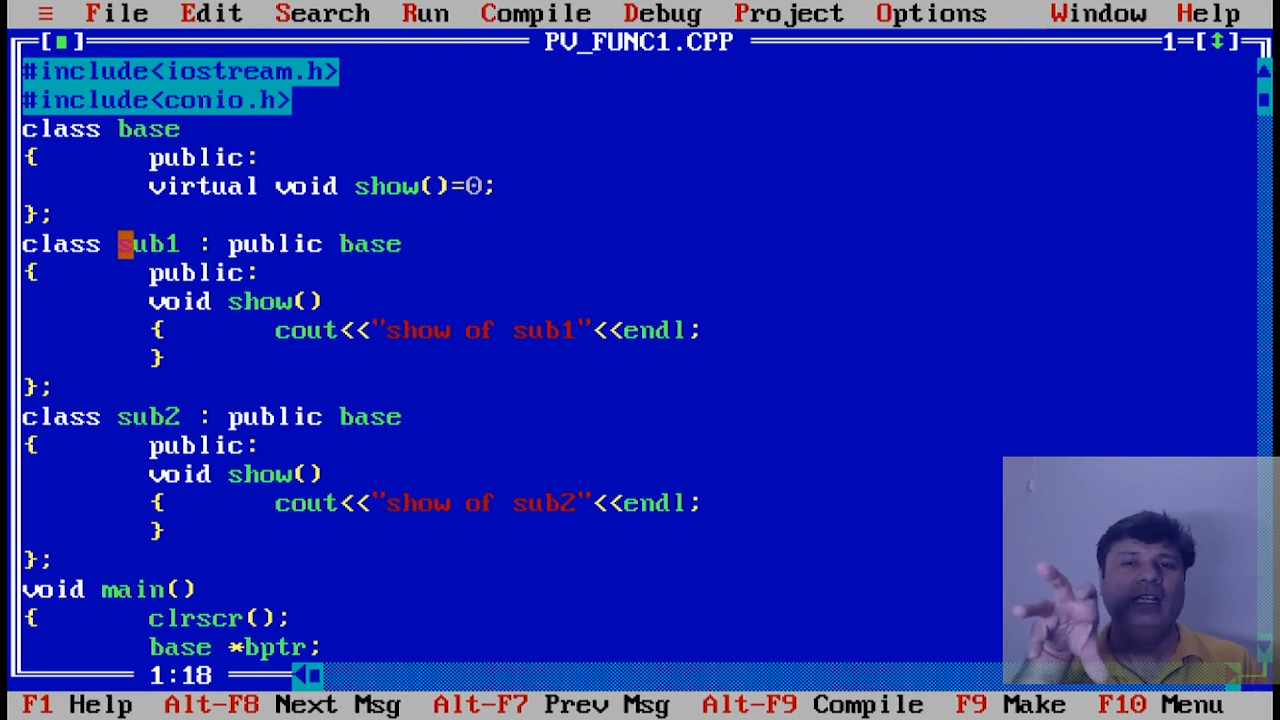 ≡ File Edit Search Run Compile Debug Project Options Window Help
[■] PV_FUNC1.CPP 1=[↕]
#include<iostream.h>
#include<conio.h>
class base
{ public:
virtual void show()=0;
};
class sub1 : public base
{ public:
void show()
{ cout<<"show of sub1"<<endl;
}
};
class sub2 : public base
{ public:
void show()
{ cout<<"show of sub2"<<endl;
}
};
void main()
{ clrscr();
base *bptr;
1:18
F1 Help Alt-F8 Next Msg Alt-F7 Prev Msg Alt-F9 Compile F9 Make F10 Menu